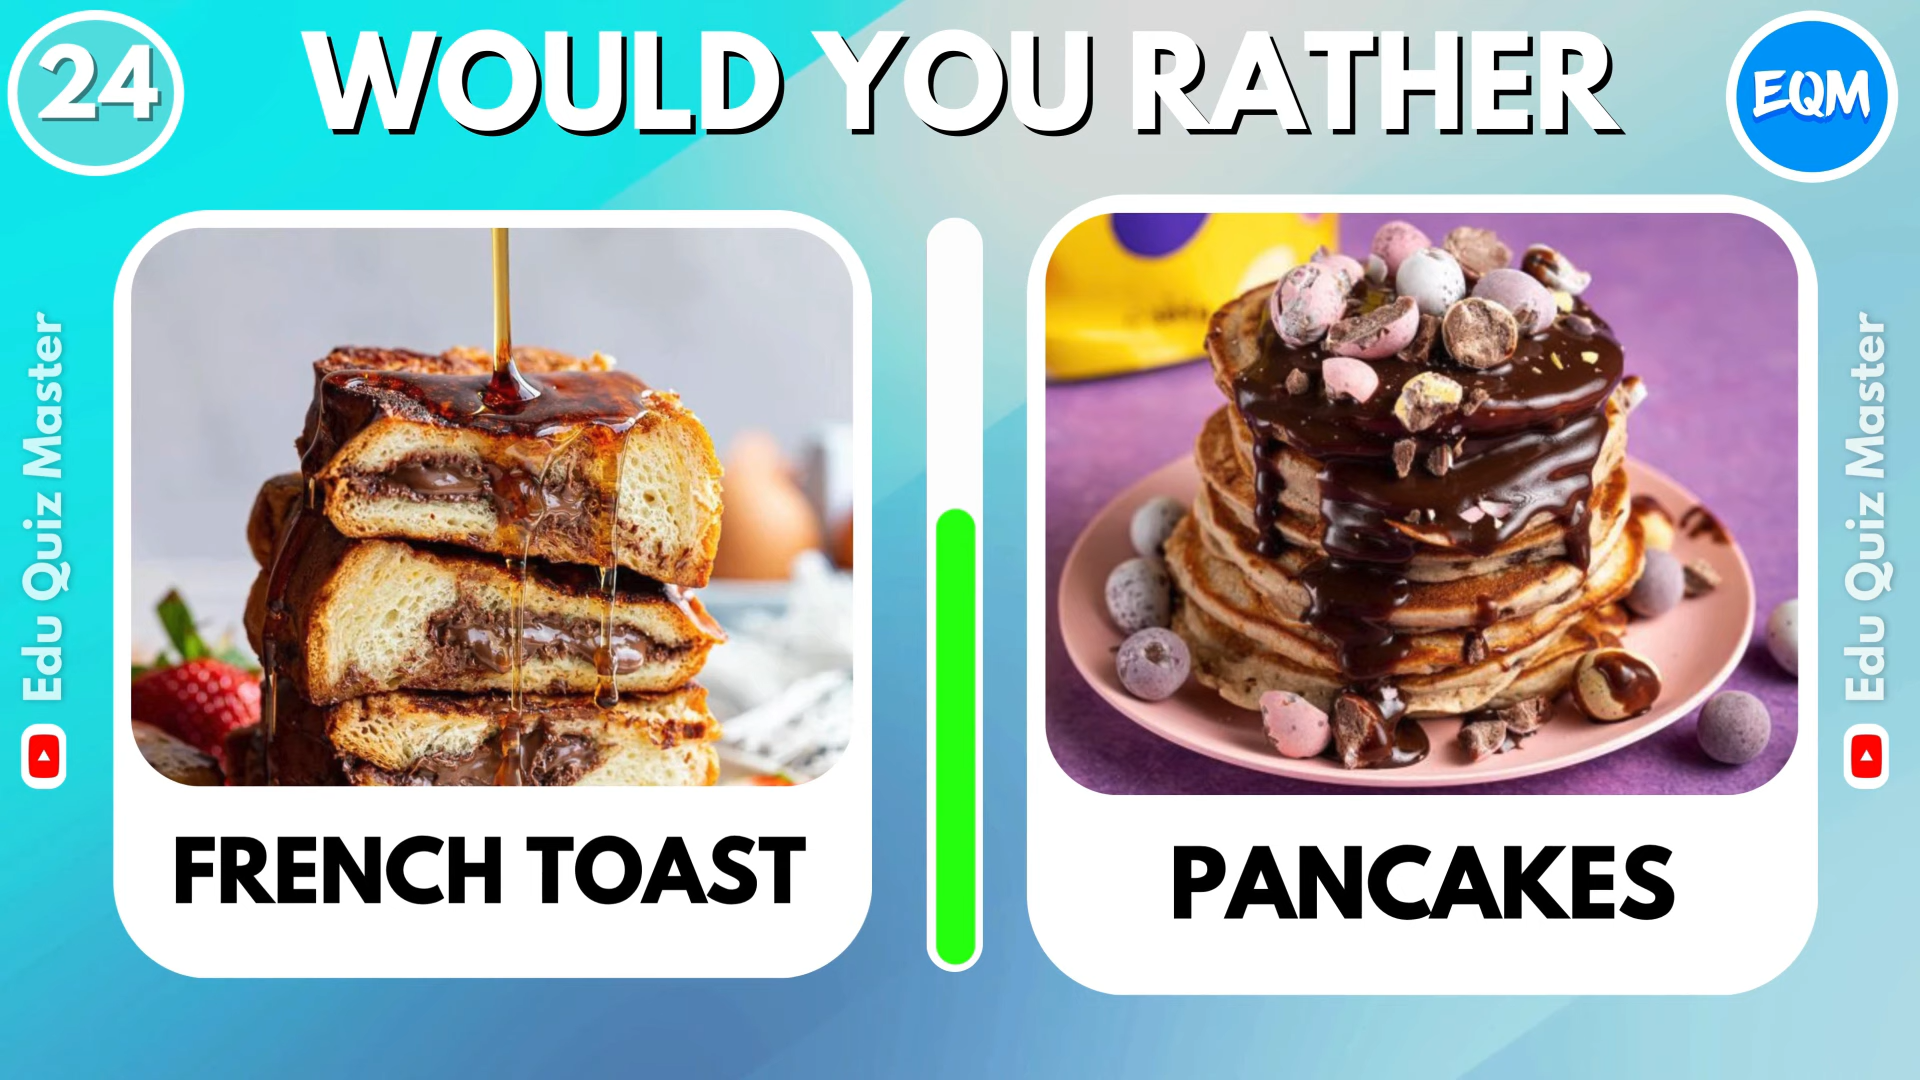 24
WOULD YOU RATHER
EQM
Edu Quiz Master
Edu Quiz Master
FRENCH TOAST
PANCAKES